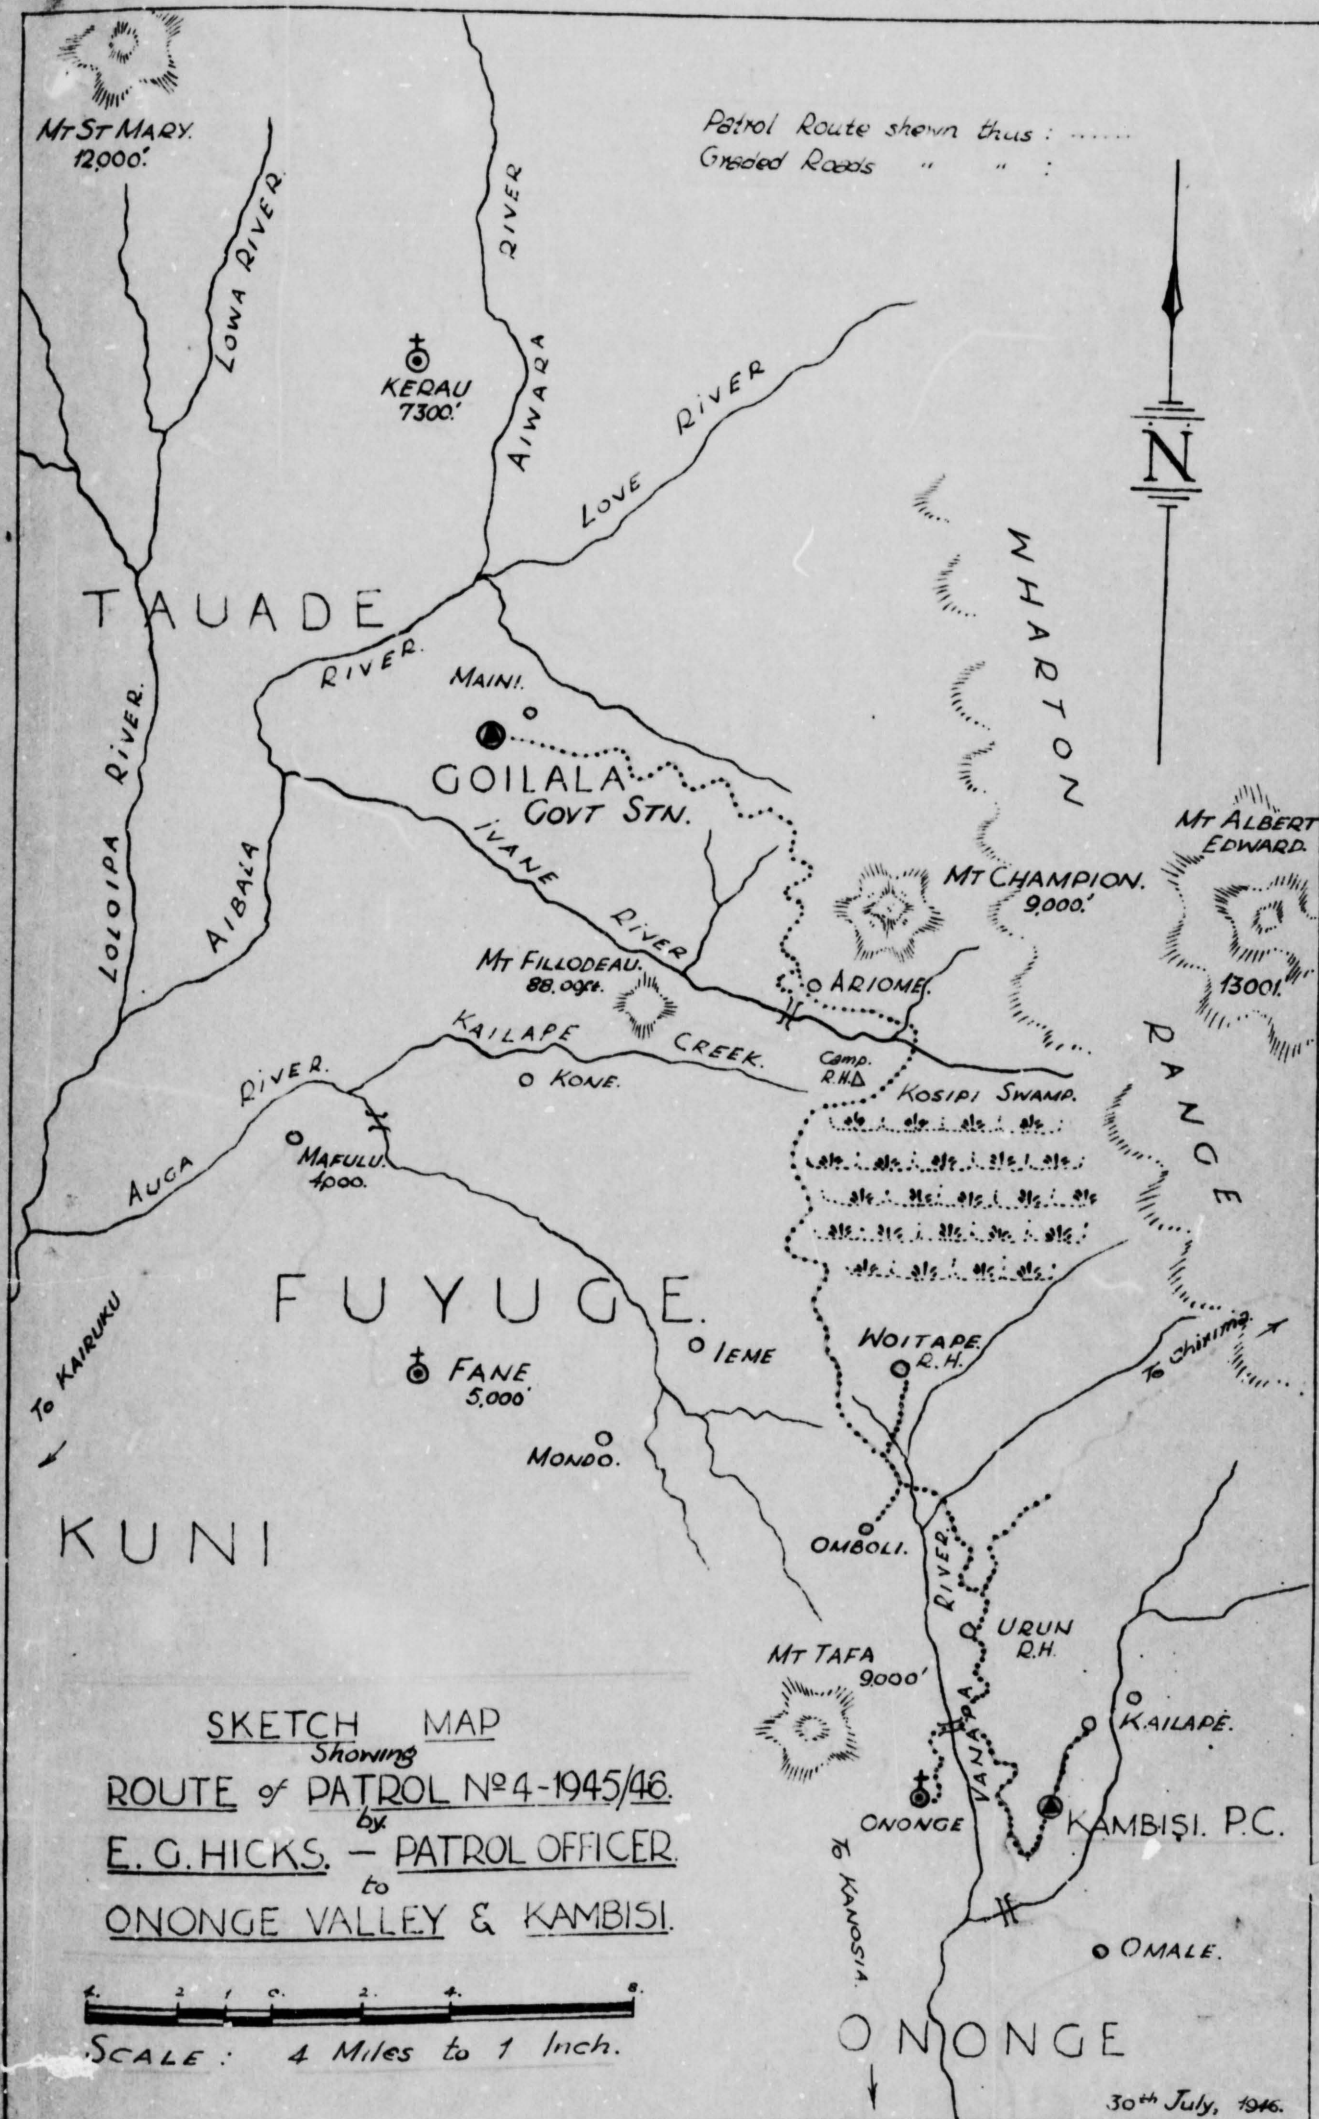 MT ST MARY.
12,000'.
Patrol Route shewn thus : ......
Graded Roads " " :
LOWA RIVER
AIWARA RIVER
KERAU
7300'.
LOVE RIVER
N
WHARTON RANGE
TAUADE
RIVER.
MAINI.
GOILALA
GOVT STN.
LOLOIPA RIVER.
AIBALA
IVANE RIVER
MT ALBERT
EDWARD.
13001.'
MT CHAMPION.
9,000.'
MT FILLODEAU.
88.00ft.
ARIOME.
KAILAPE CREEK.
Camp.
R.H.
KONE.
KOSIPI SWAMP.
AUGA RIVER.
MAFULU.
4000.
FUYUGE.
To KAIRUKU
FANE
5,000'
IEME
WOITAPE.
R.H.
To Chirima.
MONDO.
KUNI
OMBOLI.
VANAPA RIVER.
URUN
R.H.
MT TAFA
9000'
KAILAPE.
ONONGE
KAMBISI. P.C.
To KANOSIA.
OMALE.
ONONGE
SKETCH MAP
Showing
ROUTE of PATROL Nº 4-1945/46.
by
E. G. HICKS. — PATROL OFFICER.
to
ONONGE VALLEY & KAMBISI.
4. 2 1 0. 2. 4. 8.
SCALE : 4 Miles to 1 Inch.
30th July, 1946.